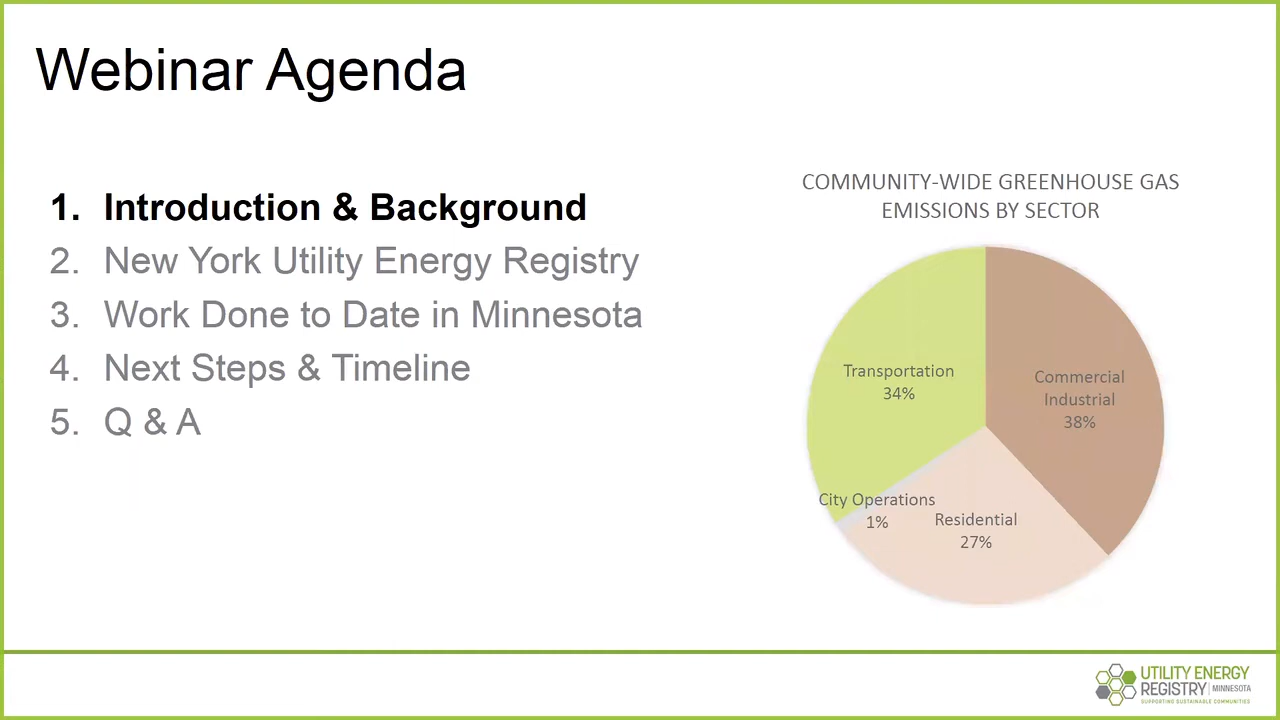 Webinar Agenda
1. Introduction & Background
2. New York Utility Energy Registry
3. Work Done to Date in Minnesota
4. Next Steps & Timeline
5. Q & A
COMMUNITY-WIDE GREENHOUSE GAS
EMISSIONS BY SECTOR
Transportation
34%
Commercial
Industrial
38%
City Operations
1%
Residential
27%
UTILITY ENERGY
REGISTRY | MINNESOTA
SUPPORTING SUSTAINABLE COMMUNITIES